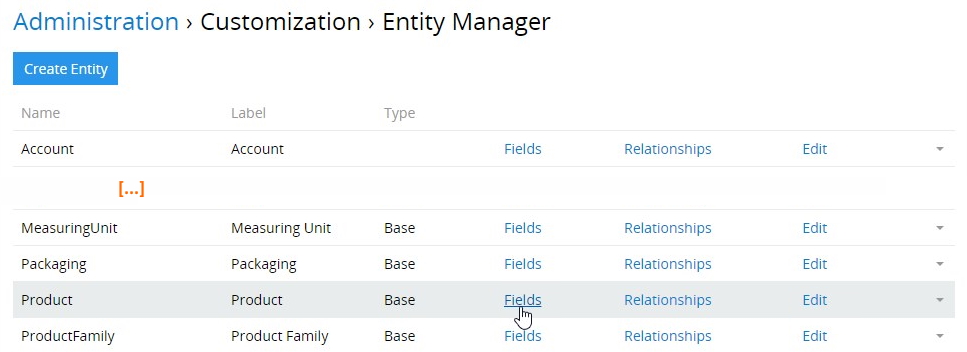 Administration › Customization › Entity Manager
Create Entity
Name Label Type
Account Account Fields Relationships Edit
[...]
MeasuringUnit Measuring Unit Base Fields Relationships Edit
Packaging Packaging Base Fields Relationships Edit
Product Product Base Fields Relationships Edit
ProductFamily Product Family Base Fields Relationships Edit